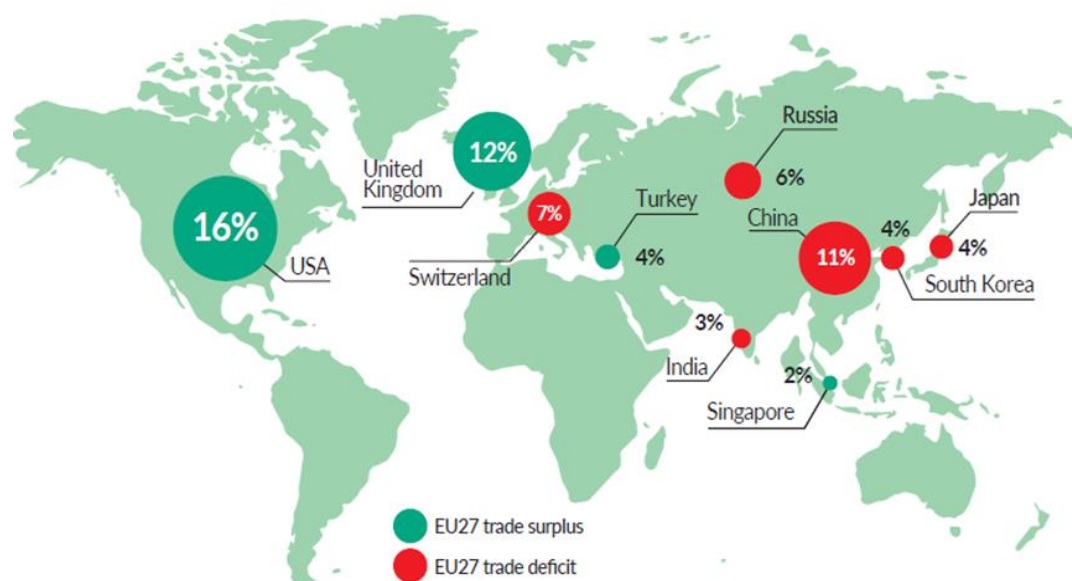 Russia
12%
United
Kingdom
6%
7%
Turkey
China
Japan
16%
4%
4%
4%
USA
Switzerland
11%
South Korea
3%
India
2%
Singapore
EU27 trade surplus
EU27 trade deficit